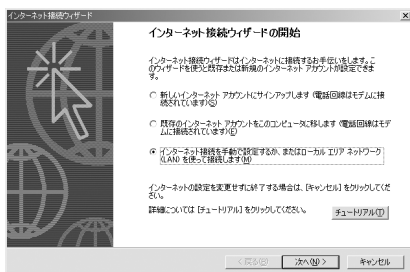 インターネット接続ウィザード
インターネット接続ウィザードの開始
インターネット接続ウィザードはインターネットに接続するお手伝いをします。こ
のウィザードを使うと既存または新規のインターネット アカウントが設定できま
す。
新しいインターネット アカウントにサインアップします (電話回線はモデムに接
続されています)(S)
既存のインターネット アカウントをこのコンピュータに移します (電話回線はモデ
ムに接続されています)(E)
インターネット接続を手動で設定するか、またはローカル エリア ネットワーク
(LAN) を使って接続します(M)
インターネットの設定を変更せずに終了する場合は、[キャンセル] をクリックしてくだ
さい。
詳細については [チュートリアル] をクリックしてください。
チュートリアル(T)
< 戻る(B)
次へ(N) >
キャンセル